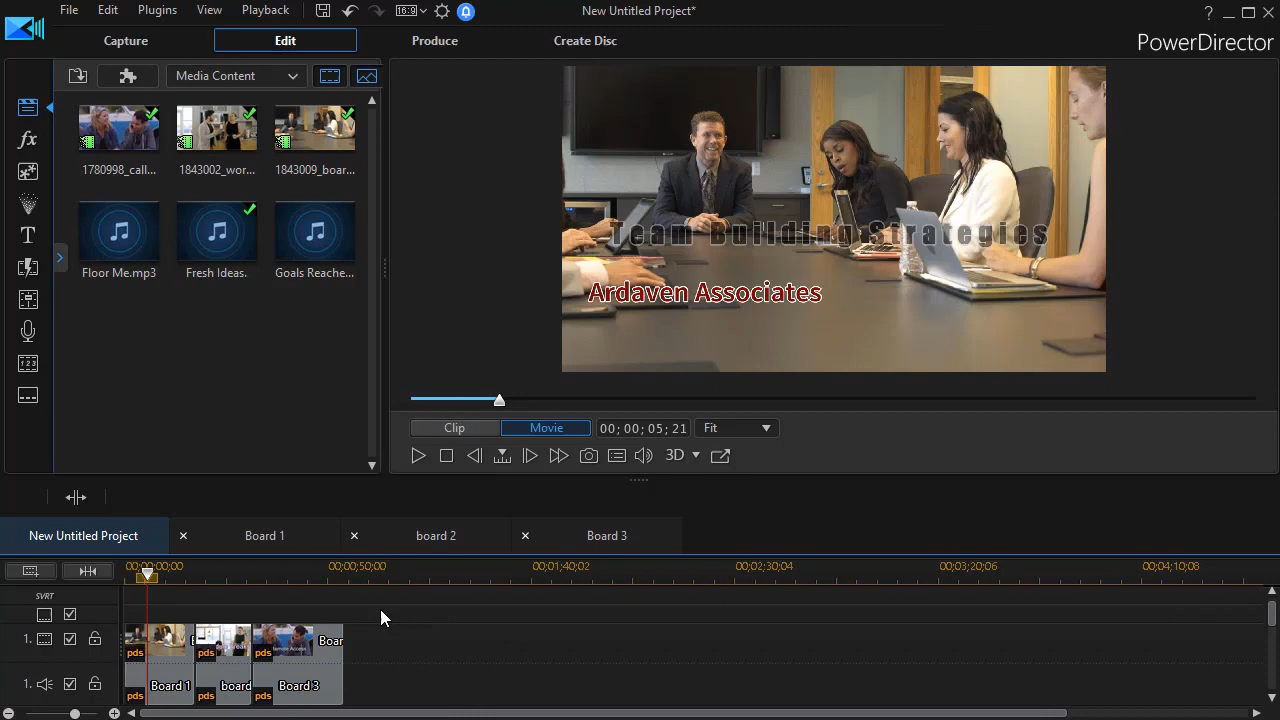 File Edit Plugins View Playback 16:9 New Untitled Project* ?
Capture Edit Produce Create Disc PowerDirector
Media Content
fx
1780998_call... 1843002_wor... 1843009_boar...
T
Floor Me.mp3 Fresh Ideas. Goals Reache...
Team Building Strategies
Ardaven Associates
Clip Movie 00; 00; 05; 21 Fit
3D
New Untitled Project Board 1 board 2 Board 3
00;00;00;00 00;00;50;00 00;01;40;02 00;02;30;04 00;03;20;06 00;04;10;08
SVRT
1. pds pds pds Boar
1. pds Board 1 pds board pds Board 3